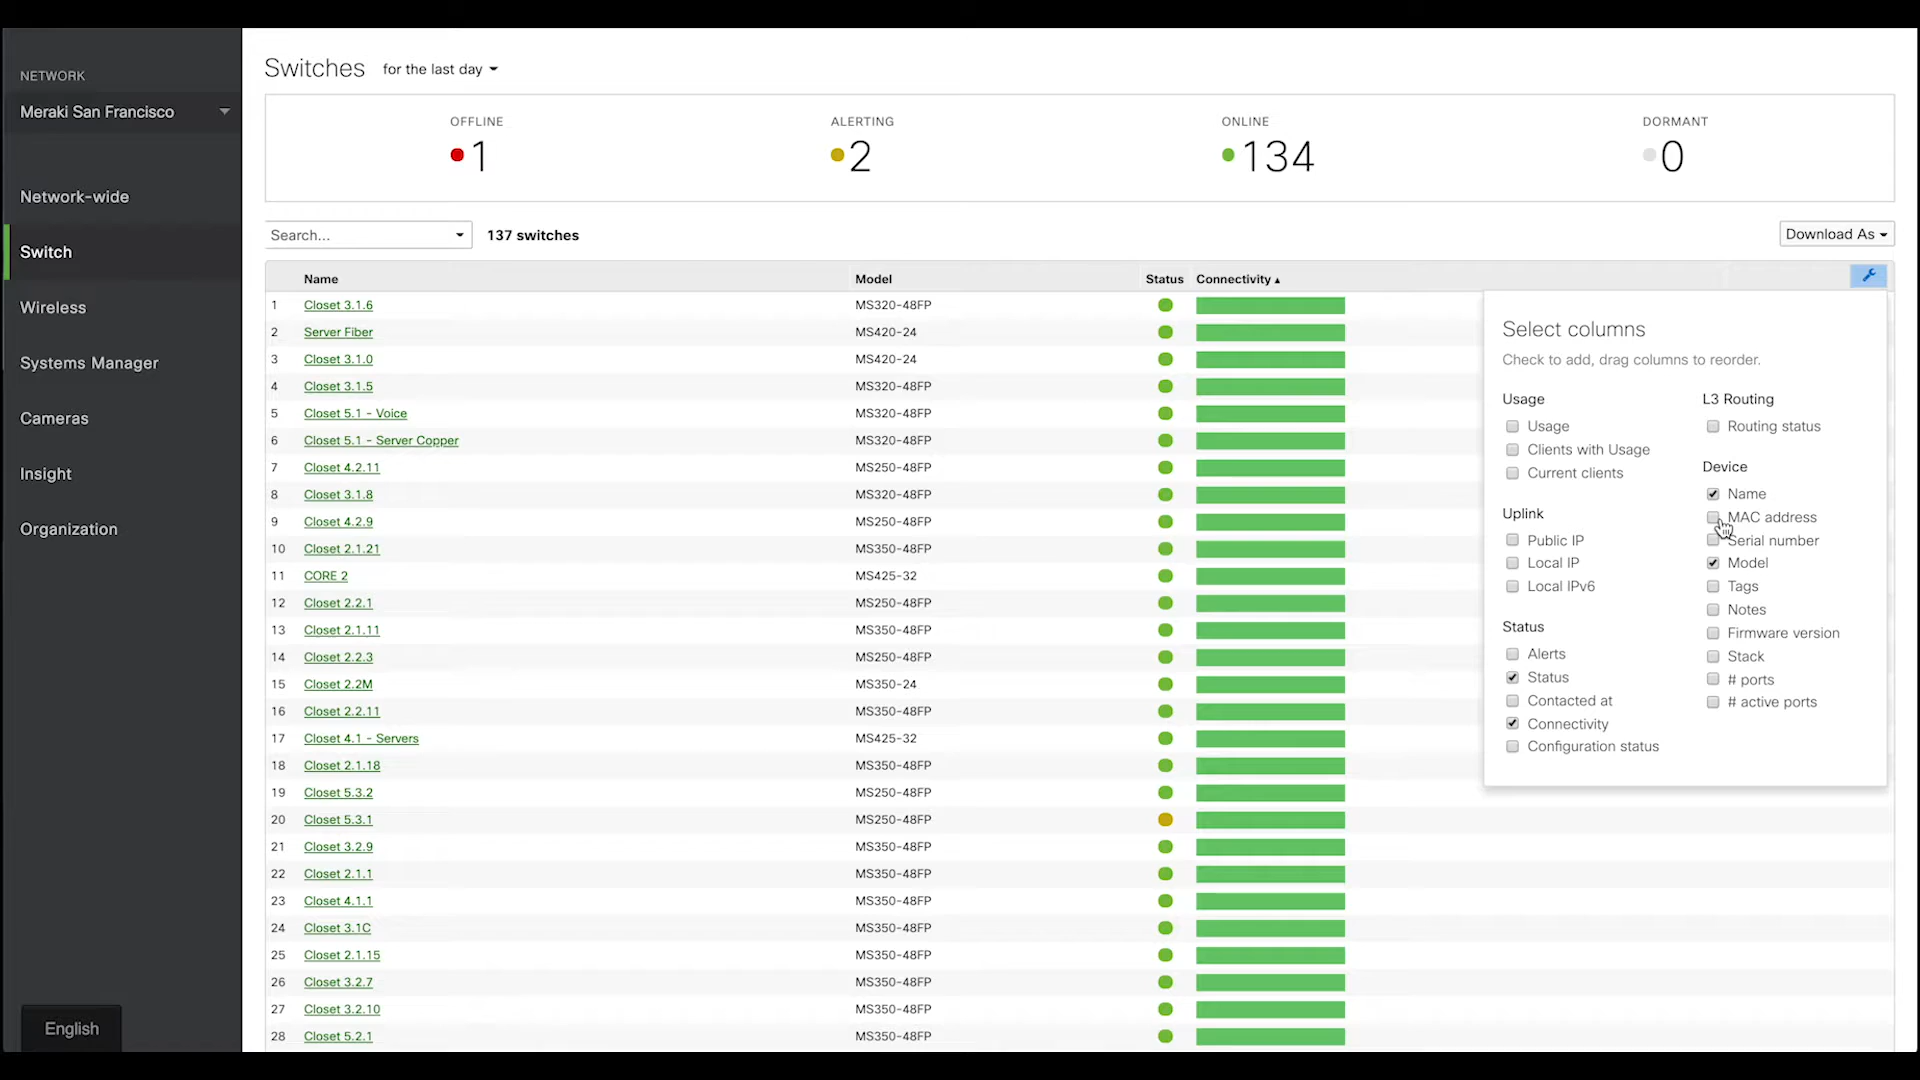 NETWORK
Meraki San Francisco
Network-wide
Switch
Wireless
Systems Manager
Cameras
Insight
Organization
English
Switches for the last day
OFFLINE ALERTING ONLINE DORMANT
1 2 134 0
Search... 137 switches Download As
Name Model Status Connectivity
1 Closet 3.1.6 MS320-48FP
2 Server Fiber MS420-24
3 Closet 3.1.0 MS420-24
4 Closet 3.1.5 MS320-48FP
5 Closet 5.1 - Voice MS320-48FP
6 Closet 5.1 - Server Copper MS320-48FP
7 Closet 4.2.11 MS250-48FP
8 Closet 3.1.8 MS320-48FP
9 Closet 4.2.9 MS250-48FP
10 Closet 2.1.21 MS350-48FP
11 CORE 2 MS425-32
12 Closet 2.2.1 MS250-48FP
13 Closet 2.1.11 MS350-48FP
14 Closet 2.2.3 MS250-48FP
15 Closet 2.2M MS350-24
16 Closet 2.2.11 MS350-48FP
17 Closet 4.1 - Servers MS425-32
18 Closet 2.1.18 MS350-48FP
19 Closet 5.3.2 MS250-48FP
20 Closet 5.3.1 MS250-48FP
21 Closet 3.2.9 MS350-48FP
22 Closet 2.1.1 MS350-48FP
23 Closet 4.1.1 MS350-48FP
24 Closet 3.1C MS350-48FP
25 Closet 2.1.15 MS350-48FP
26 Closet 3.2.7 MS350-48FP
27 Closet 3.2.10 MS350-48FP
28 Closet 5.2.1 MS350-48FP
Select columns
Check to add, drag columns to reorder.
Usage
Usage
Clients with Usage
Current clients
Uplink
Public IP
Local IP
Local IPv6
Status
Alerts
Status
Contacted at
Connectivity
Configuration status
L3 Routing
Routing status
Device
Name
MAC address
Serial number
Model
Tags
Notes
Firmware version
Stack
# ports
# active ports